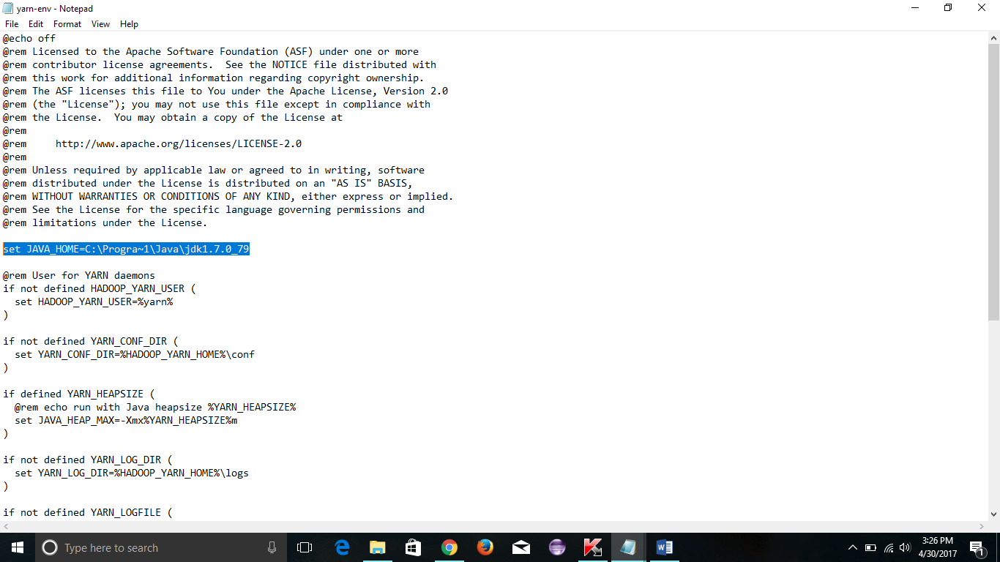 yarn-env - Notepad
File Edit Format View Help
@echo off
@rem Licensed to the Apache Software Foundation (ASF) under one or more
@rem contributor license agreements.  See the NOTICE file distributed with
@rem this work for additional information regarding copyright ownership.
@rem The ASF licenses this file to You under the Apache License, Version 2.0
@rem (the "License"); you may not use this file except in compliance with
@rem the License.  You may obtain a copy of the License at
@rem
@rem     http://www.apache.org/licenses/LICENSE-2.0
@rem
@rem Unless required by applicable law or agreed to in writing, software
@rem distributed under the License is distributed on an "AS IS" BASIS,
@rem WITHOUT WARRANTIES OR CONDITIONS OF ANY KIND, either express or implied.
@rem See the License for the specific language governing permissions and
@rem limitations under the License.
set JAVA_HOME=C:\Progra~1\Java\jdk1.7.0_79
@rem User for YARN daemons
if not defined HADOOP_YARN_USER (
  set HADOOP_YARN_USER=%yarn%
)
if not defined YARN_CONF_DIR (
  set YARN_CONF_DIR=%HADOOP_YARN_HOME%\conf
)
if defined YARN_HEAPSIZE (
  @rem echo run with Java heapsize %YARN_HEAPSIZE%
  set JAVA_HEAP_MAX=-Xmx%YARN_HEAPSIZE%m
)
if not defined YARN_LOG_DIR (
  set YARN_LOG_DIR=%HADOOP_YARN_HOME%\logs
)
if not defined YARN_LOGFILE (
Type here to search
3:26 PM
4/30/2017
1